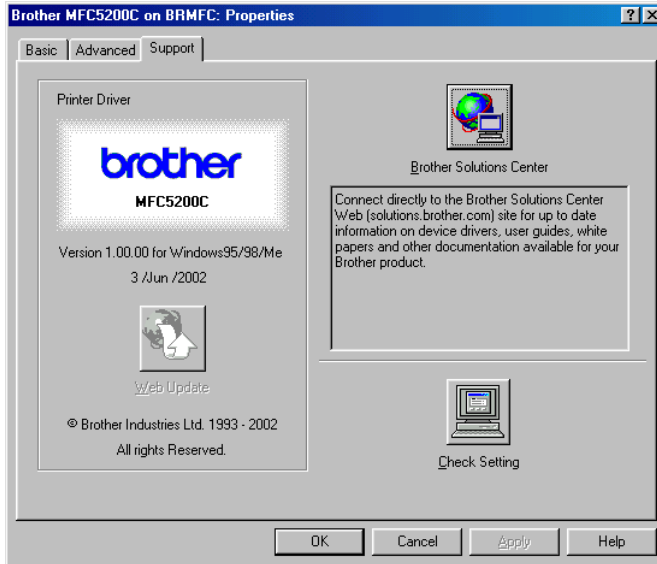 Brother MFC5200C on BRMFC: Properties
Basic
Advanced
Support
Printer Driver
brother
MFC5200C
Version 1.00.00 for Windows95/98/Me
3 /Jun /2002
Web Update
© Brother Industries Ltd. 1993 - 2002
All rights Reserved.
Brother Solutions Center
Connect directly to the Brother Solutions Center
Web (solutions.brother.com) site for up to date
information on device drivers, user guides, white
papers and other documentation available for your
Brother product.
Check Setting
OK
Cancel
Apply
Help